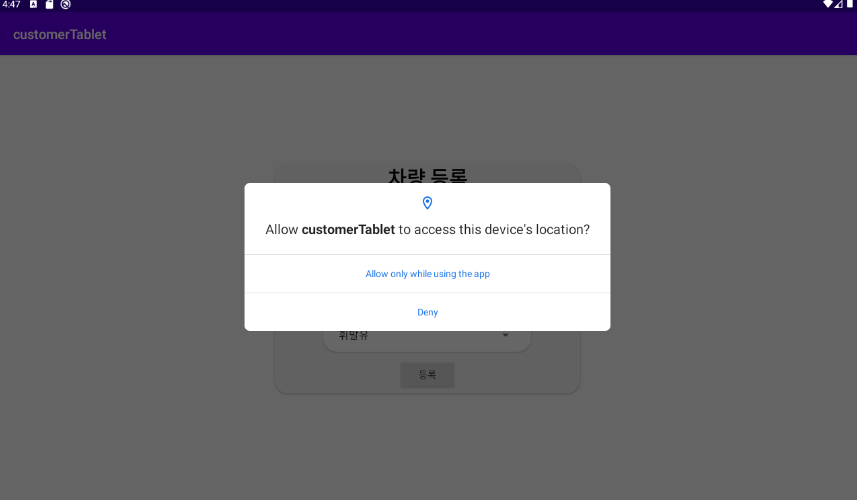 4:47
customerTablet
차량 등록
Allow customerTablet to access this device's location?
Allow only while using the app
Deny
휘발유
등록